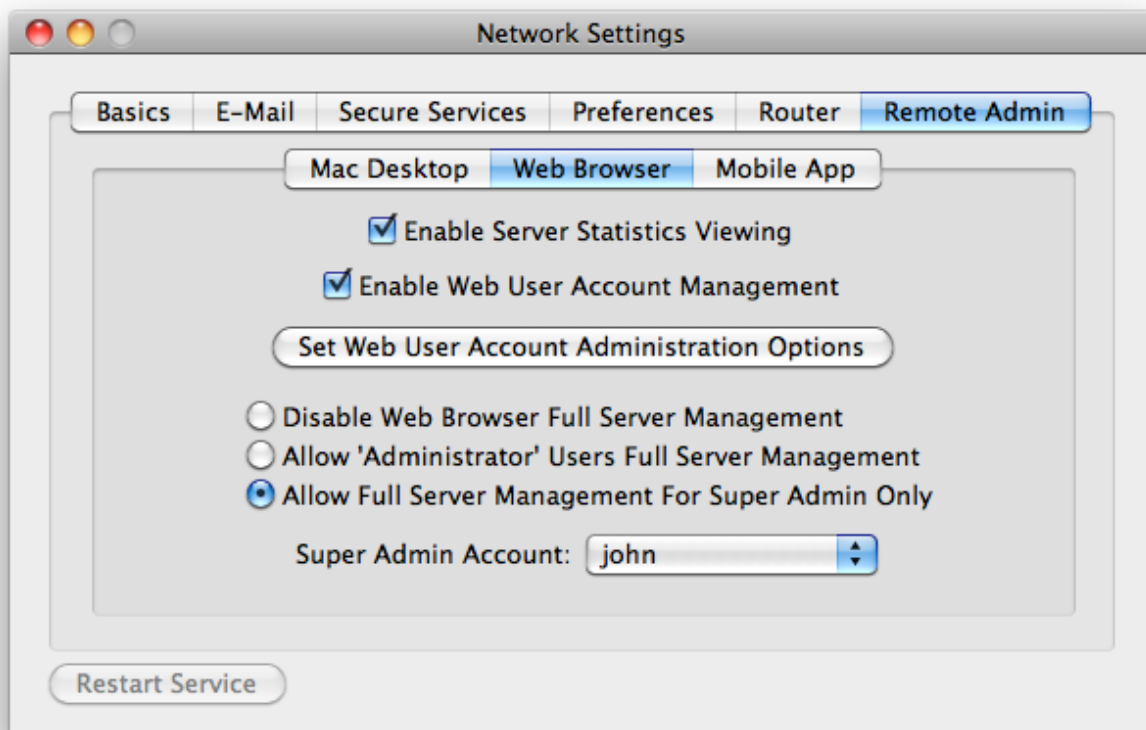 Network Settings
Basics E-Mail Secure Services Preferences Router Remote Admin
Mac Desktop Web Browser Mobile App
Enable Server Statistics Viewing
Enable Web User Account Management
Set Web User Account Administration Options
Disable Web Browser Full Server Management
Allow 'Administrator' Users Full Server Management
Allow Full Server Management For Super Admin Only
Super Admin Account: john
Restart Service